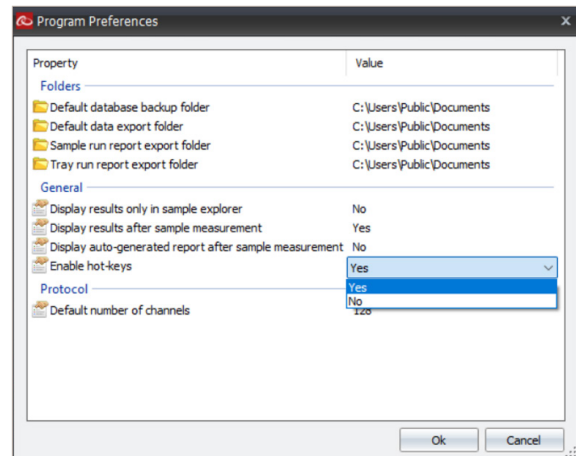 Program Preferences
Property Value
Folders
Default database backup folder C:\Users\Public\Documents
Default data export folder C:\Users\Public\Documents
Sample run report export folder C:\Users\Public\Documents
Tray run report export folder C:\Users\Public\Documents
General
Display results only in sample explorer No
Display results after sample measurement Yes
Display auto-generated report after sample measurement No
Enable hot-keys Yes
Yes
No
Protocol
Default number of channels 128
Ok Cancel